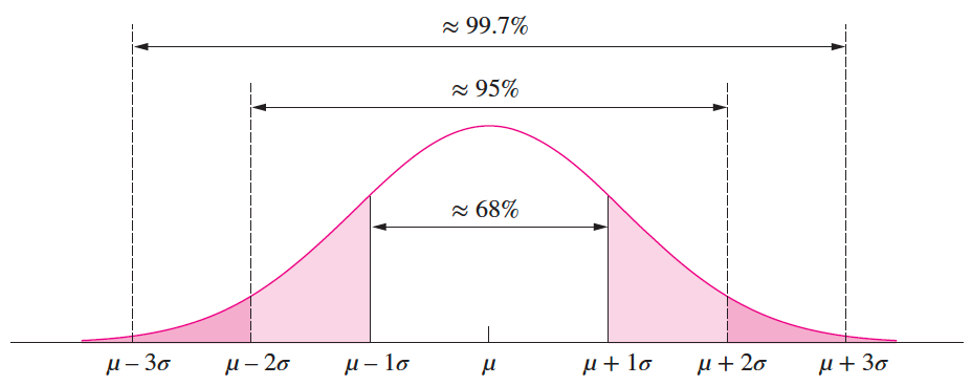 ≈ 99.7%
≈ 95%
≈ 68%
μ – 3σ μ – 2σ μ – 1σ μ μ + 1σ μ + 2σ μ + 3σ